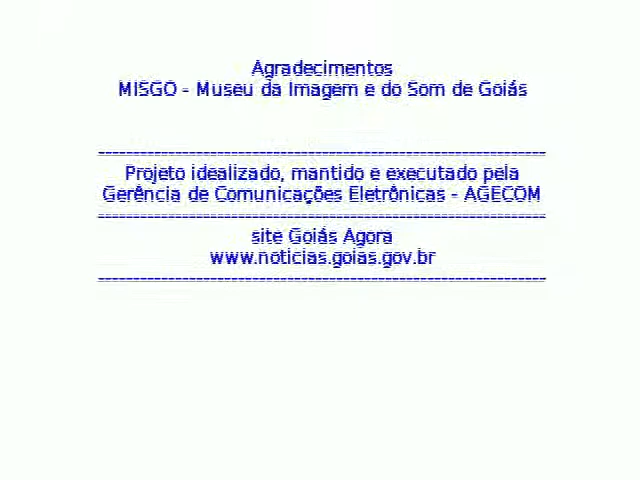 Agradecimentos
MISGO - Museu da Imagem e do Som de Goiás
----------------------------------------------------------------
Projeto idealizado, mantido e executado pela
Gerência de Comunicações Eletrônicas - AGECOM
----------------------------------------------------------------
site Goiás Agora
www.noticias.goias.gov.br
----------------------------------------------------------------